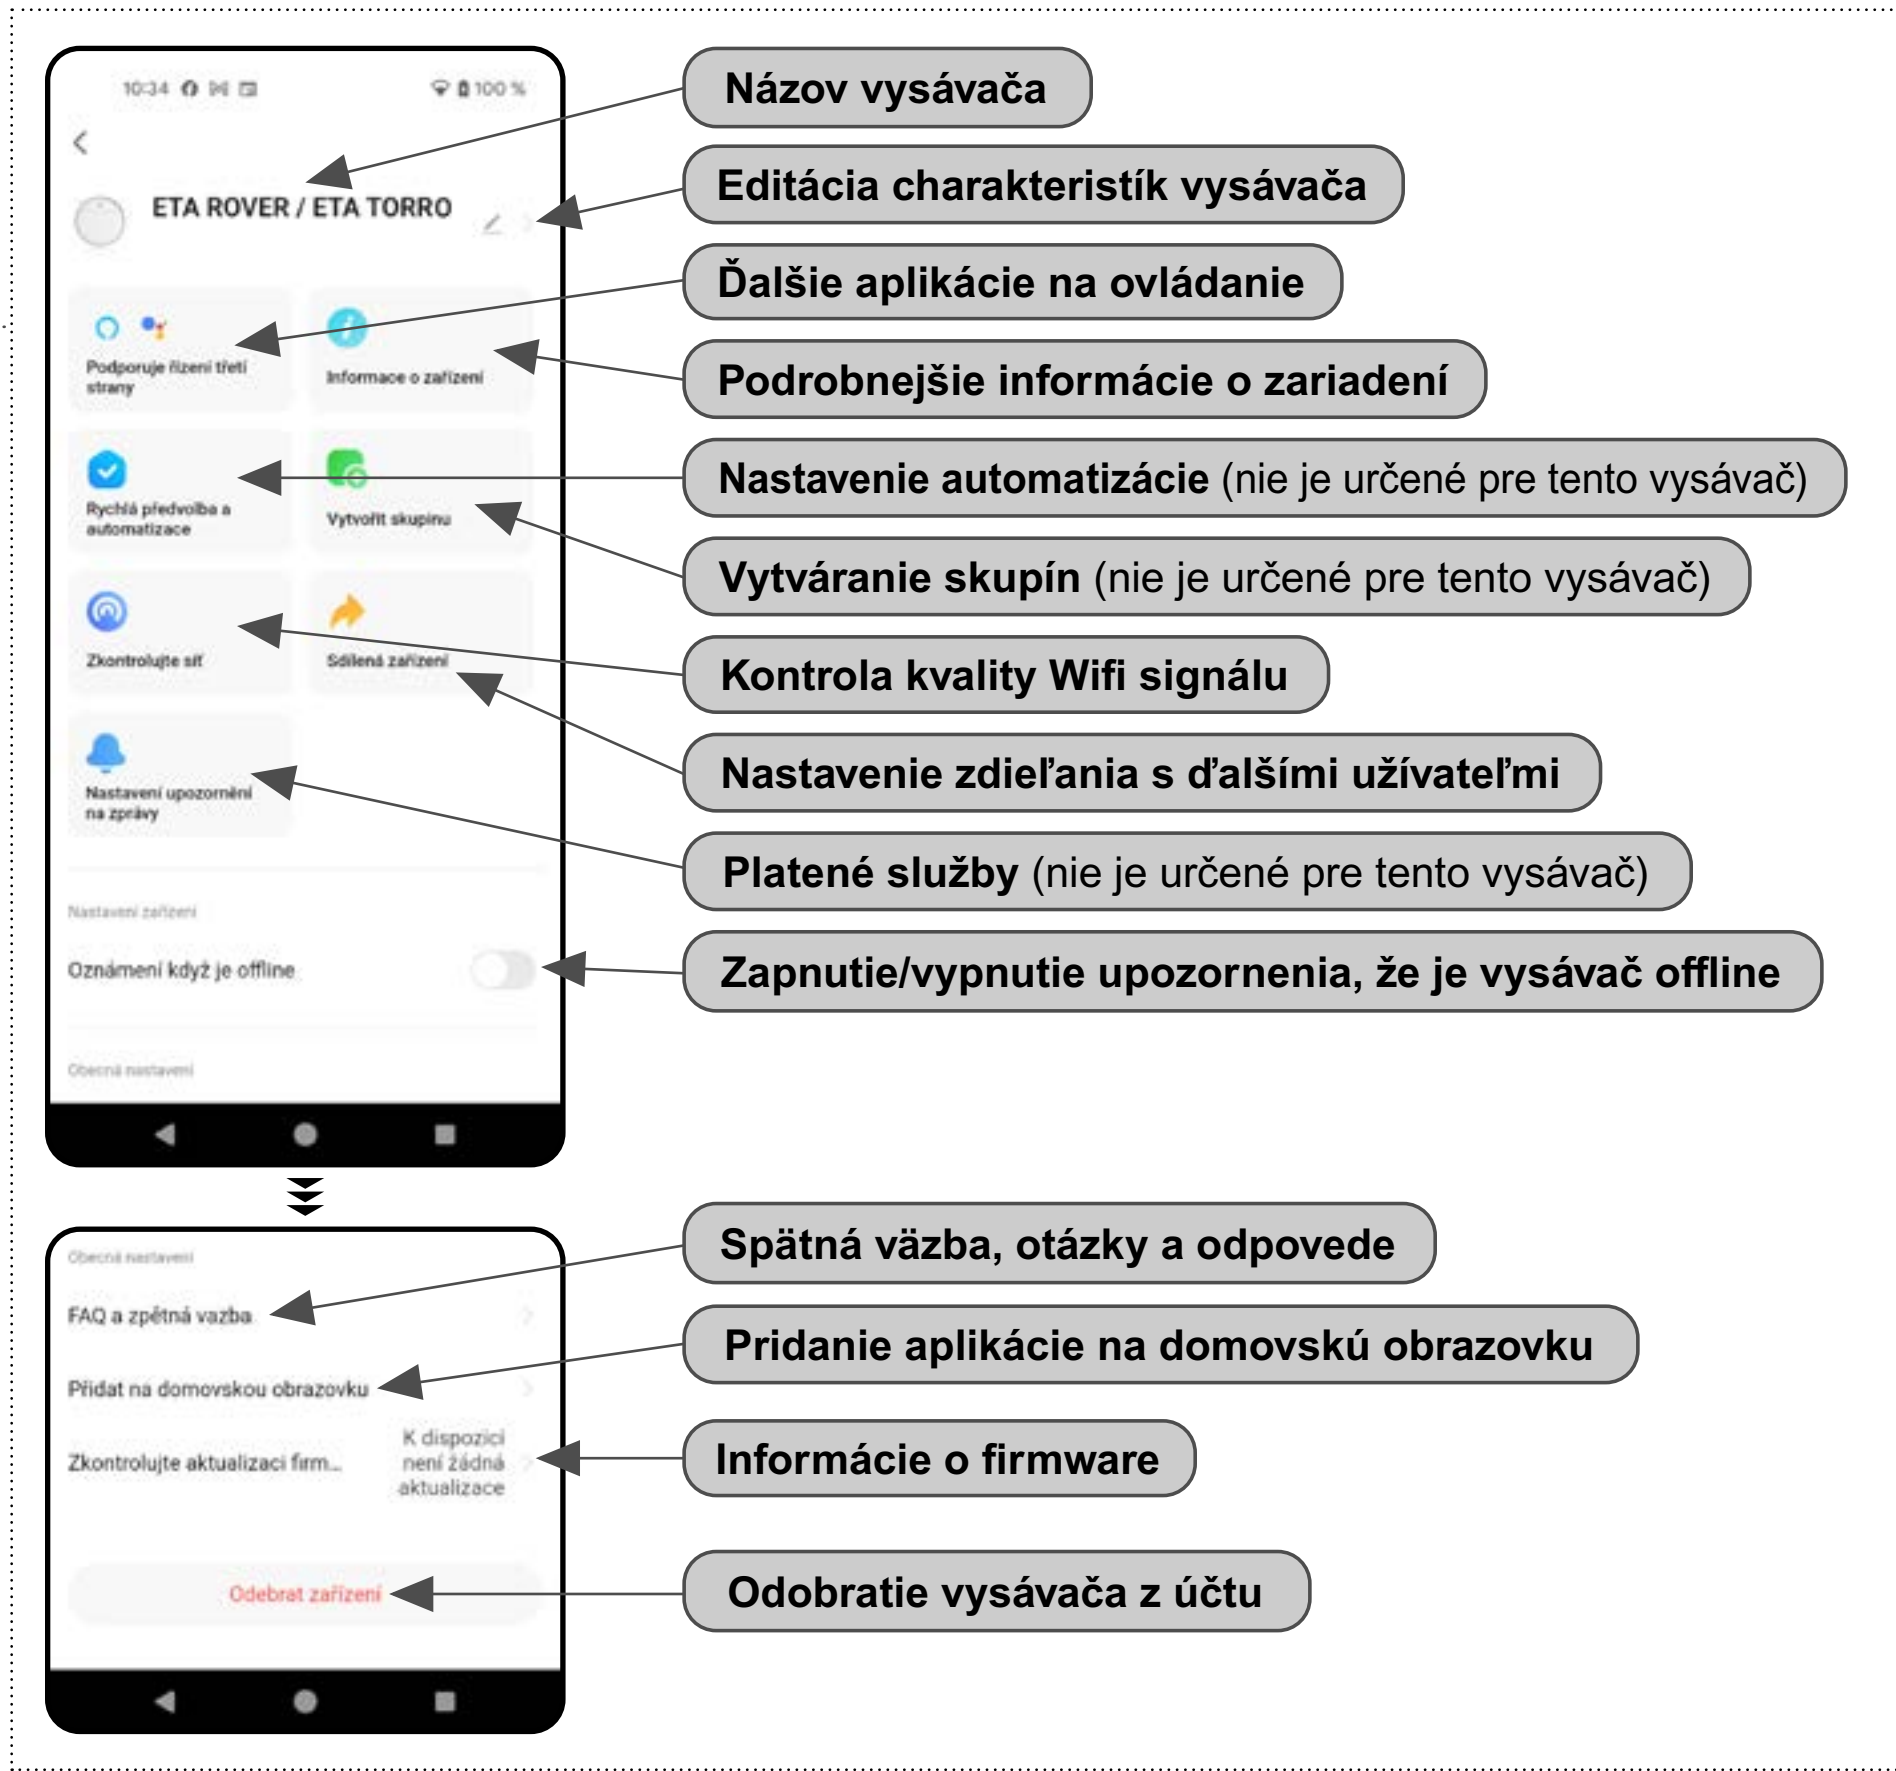 10:34
100 %
Názov vysávača
ETA ROVER / ETA TORRO
Editácia charakteristík vysávača
Ďalšie aplikácie na ovládanie
Podporuje řízení třetí
strany
Informace o zařízení
Podrobnejšie informácie o zariadení
Nastavenie automatizácie (nie je určené pre tento vysávač)
Rychlá předvolba a
automatizace
Vytvořit skupinu
Vytváranie skupín (nie je určené pre tento vysávač)
Zkontrolujte síť
Sdílená zařízení
Kontrola kvality Wifi signálu
Nastavenie zdieľania s ďalšími užívateľmi
Nastavení upozornění
na zprávy
Platené služby (nie je určené pre tento vysávač)
Nastavení zařízení
Oznámení když je offline
Zapnutie/vypnutie upozornenia, že je vysávač offline
Obecná nastavení
Obecná nastavení
Spätná väzba, otázky a odpovede
FAQ a zpětná vazba
Pridanie aplikácie na domovskú obrazovku
Přidat na domovskou obrazovku
Zkontrolujte aktualizaci firm...
K dispozici
není žádná
aktualizace
Informácie o firmware
Odebrat zařízení
Odobratie vysávača z účtu